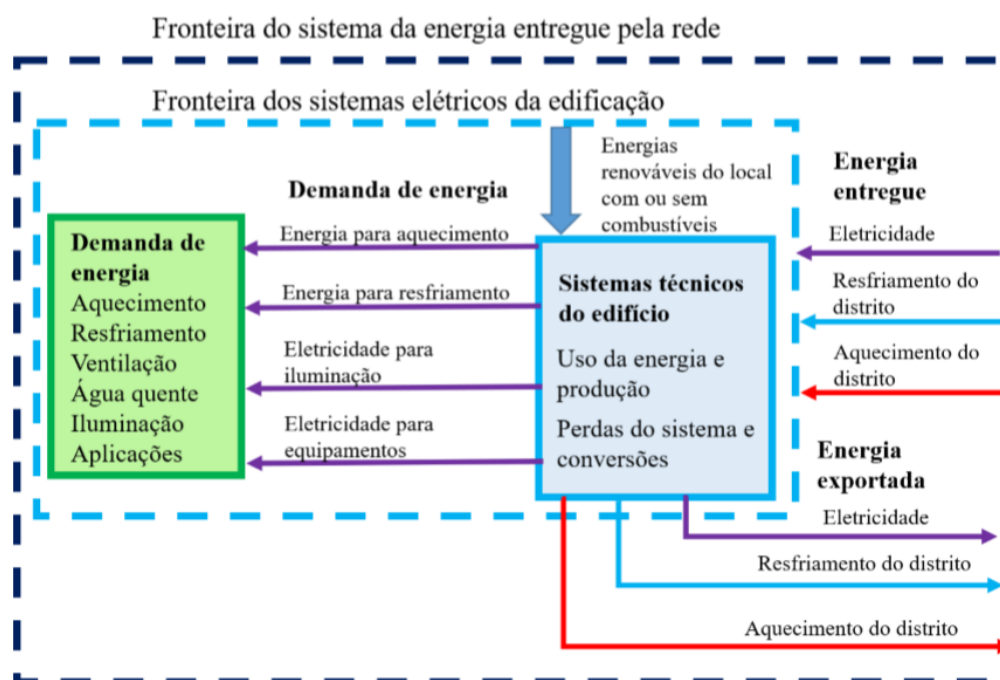 Fronteira do sistema da energia entregue pela rede
Fronteira dos sistemas elétricos da edificação
Energias
renováveis do local
com ou sem
combustíveis
Energia
entregue
Demanda de energia
Demanda de
energia
Aquecimento
Resfriamento
Ventilação
Água quente
Iluminação
Aplicações
Energia para aquecimento
Energia para resfriamento
Eletricidade para
iluminação
Eletricidade para
equipamentos
Sistemas técnicos
do edifício
Uso da energia e
produção
Perdas do sistema e
conversões
Eletricidade
Resfriamento do
distrito
Aquecimento do
distrito
Energia
exportada
Eletricidade
Resfriamento do distrito
Aquecimento do distrito